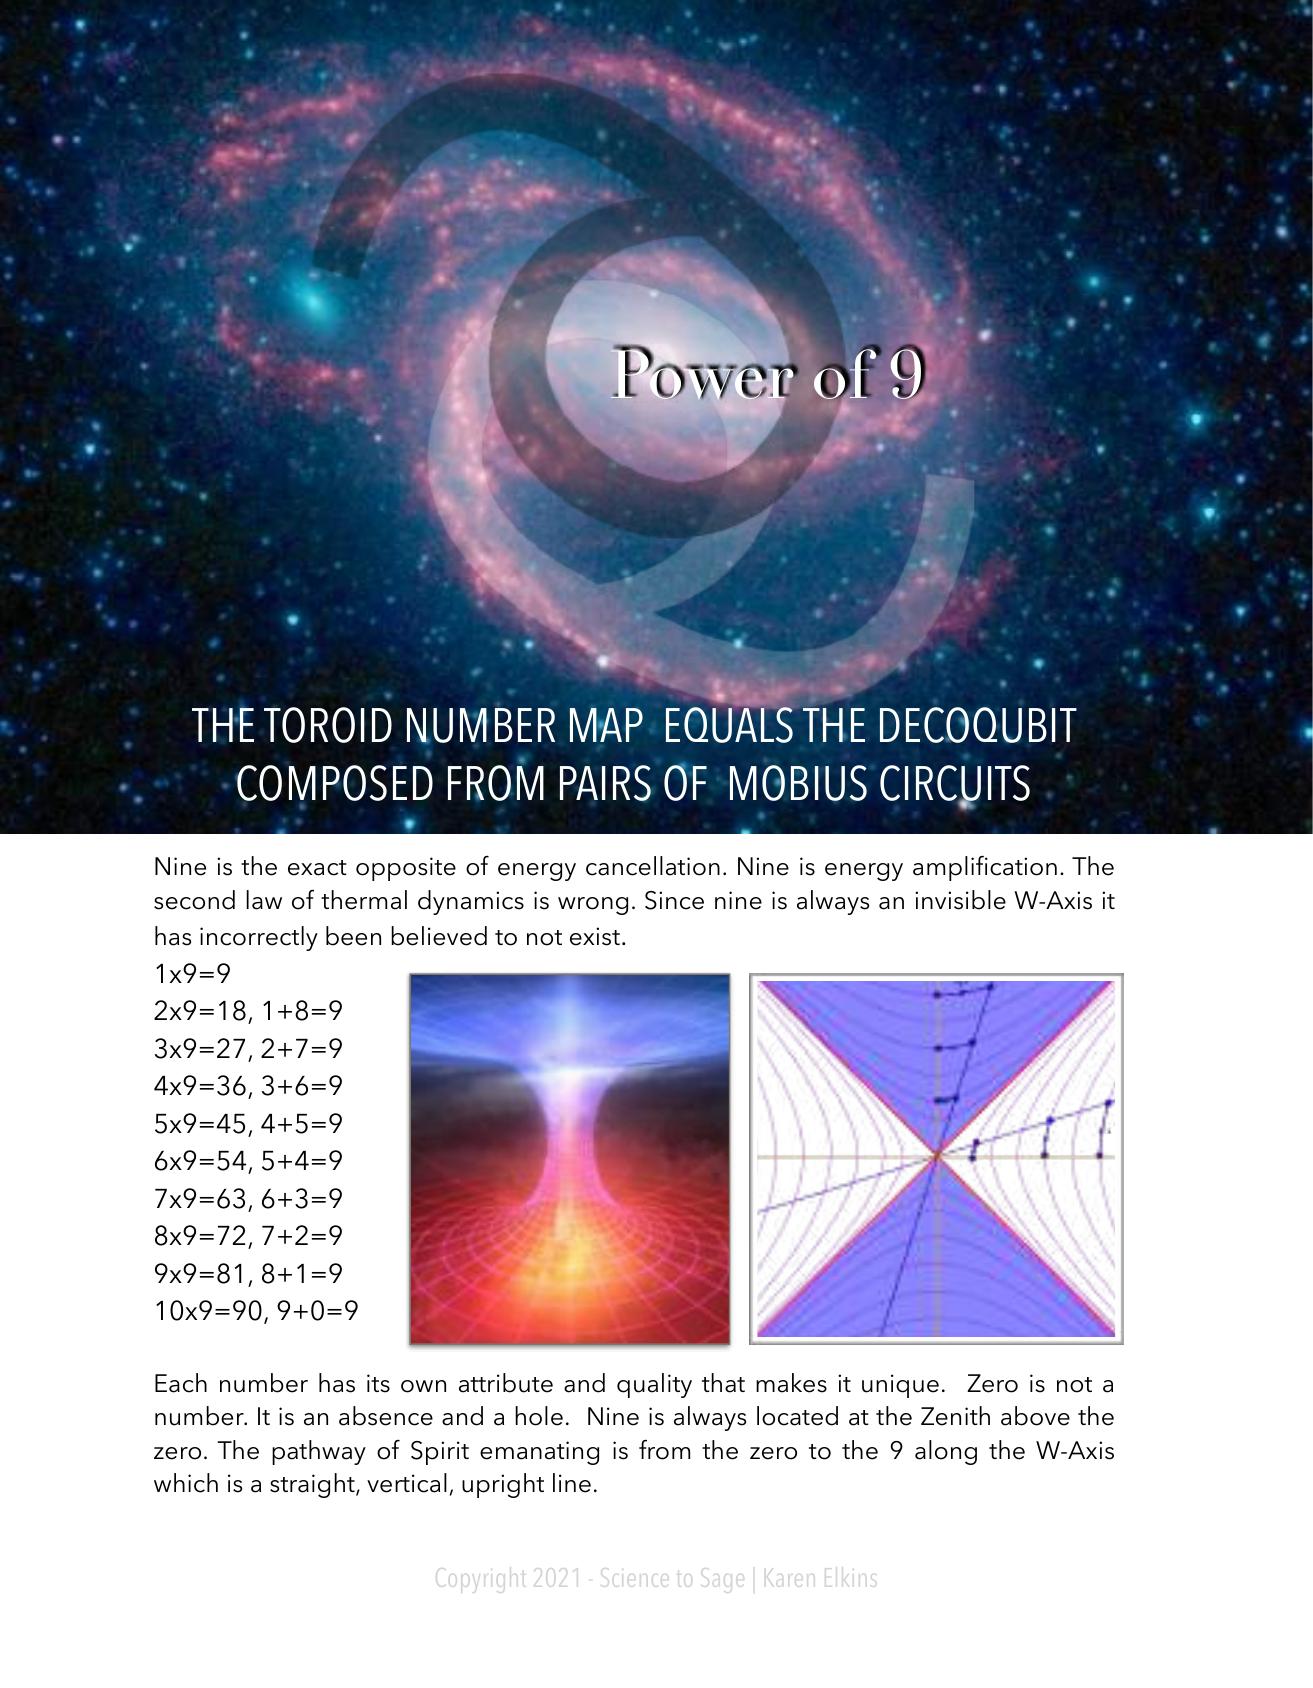 Power of 9
THE TOROID NUMBER MAP EQUALS THE DECOQUBIT
COMPOSED FROM PAIRS OF MOBIUS CIRCUITS
Nine is the exact opposite of energy cancellation. Nine is energy amplification. The
second law of thermal dynamics is wrong. Since nine is always an invisible W-Axis it
has incorrectly been believed to not exist.
1x9=9
2x9=18, 1+8=9
3x9=27, 2+7=9
4x9=36, 3+6=9
5x9=45, 4+5=9
6x9=54, 5+4=9
7x9=63, 6+3=9
8x9=72, 7+2=9
9x9=81, 8+1=9
10x9=90, 9+0=9
Each number has its own attribute and quality that makes it unique. Zero is not a
number. It is an absence and a hole. Nine is always located at the Zenith above the
zero. The pathway of Spirit emanating is from the zero to the 9 along the W-Axis
which is a straight, vertical, upright line.
Copyright 2021 - Science to Sage | Karen Elkins